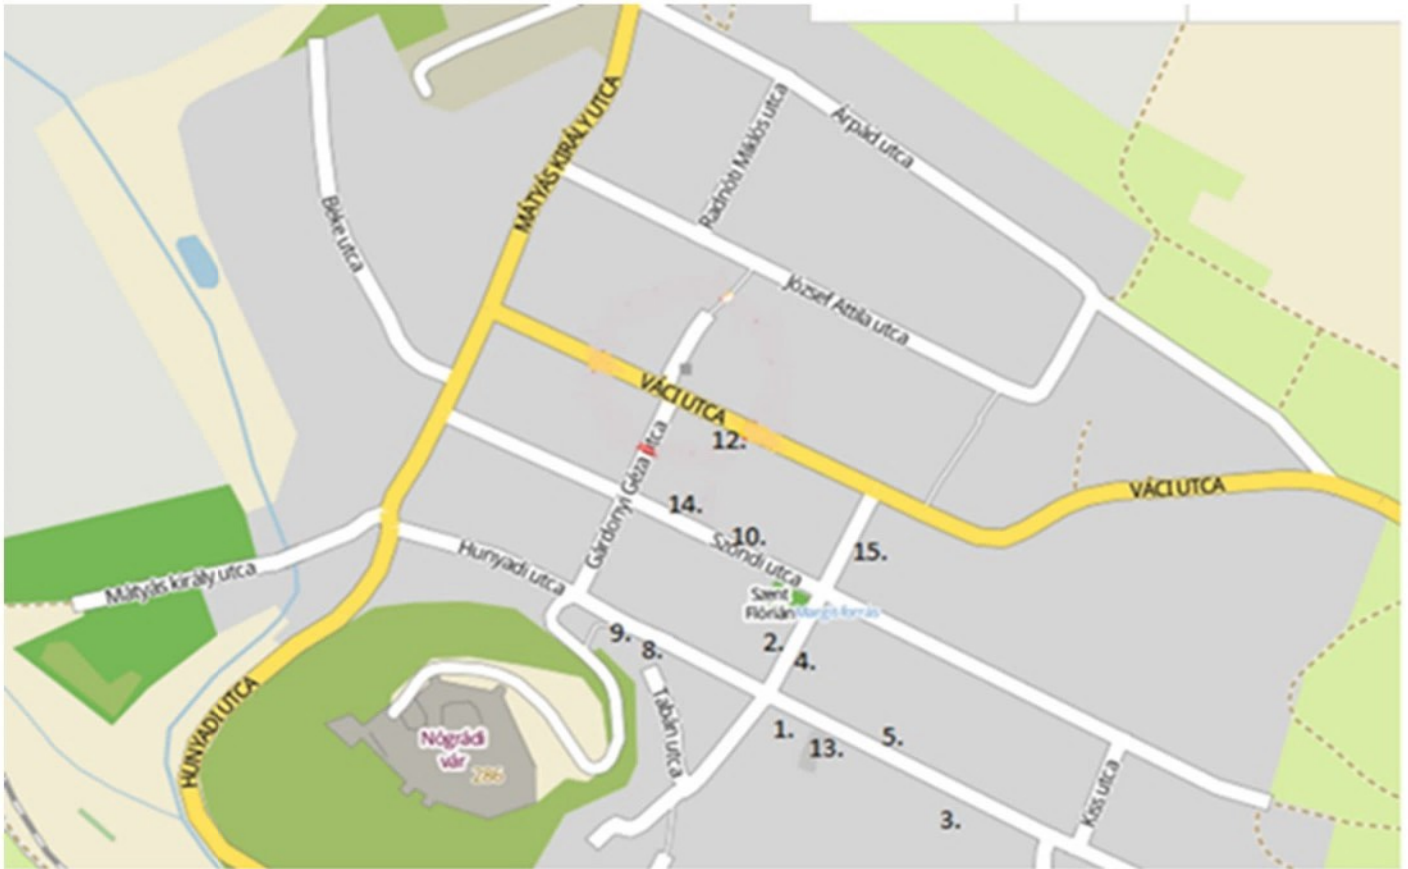 MÁTYÁS KIRÁLY UTCA
Radnóti Miklós utca
Árpád utca
Béke utca
József Attila utca
VÁCI UTCA
12.
Gárdonyi Géza utca
VÁCI UTCA
14.
10.
Szondi utca
15.
Hunyadi utca
Mátyás király utca
Szent
Flórián
Margit forrás
9.
8.
2.
4.
HUNYADI UTCA
Tabán utca
Nógrádi
vár
286
1.
13.
5.
3.
Kiss utca